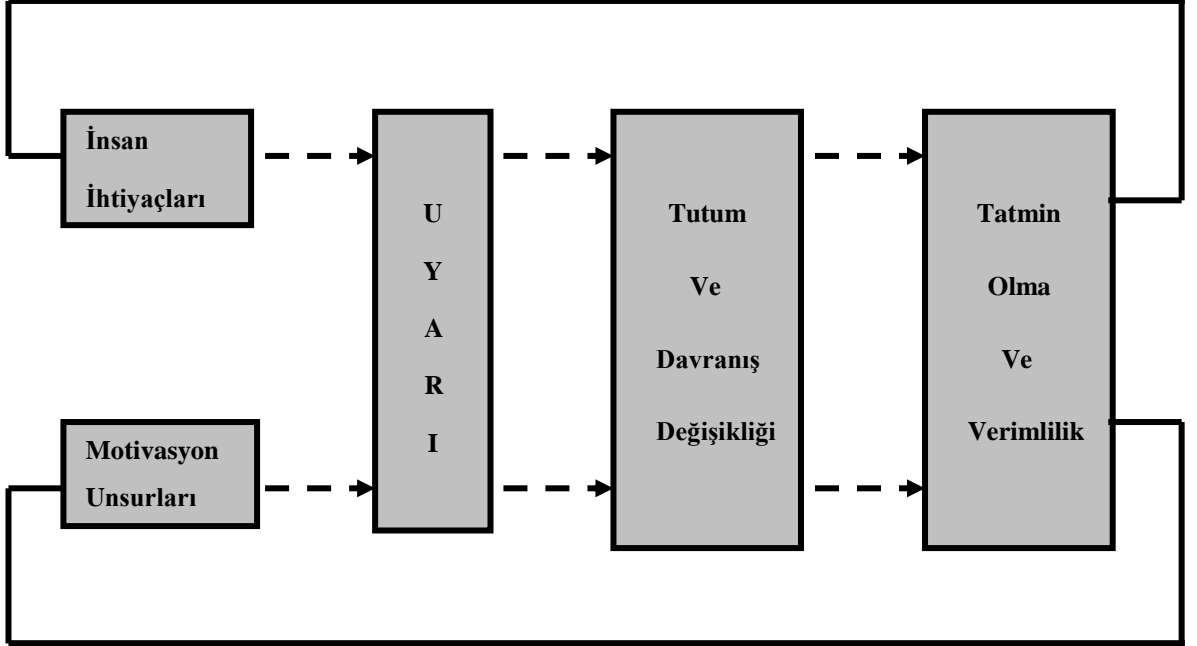 İnsan
İhtiyaçları
Motivasyon
Unsurları
U
Y
A
R
I
Tutum
Ve
Davranış
Değişikliği
Tatmin
Olma
Ve
Verimlilik